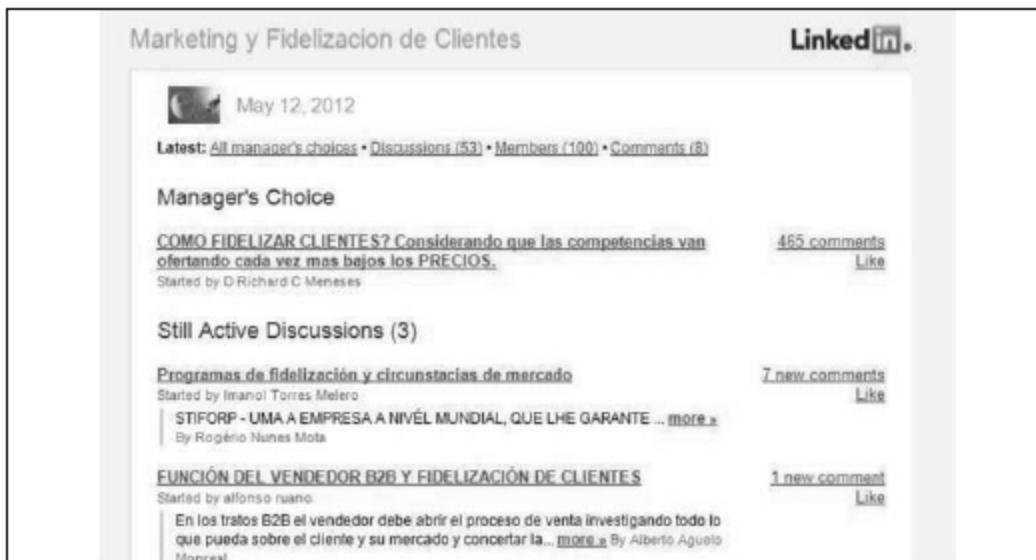 Marketing y Fidelizacion de Clientes
Linked in.
May 12, 2012
Latest: All manager's choices • Discussions (53) • Members (100) • Comments (8)
Manager's Choice
COMO FIDELIZAR CLIENTES? Considerando que las competencias van
ofertando cada vez mas bajos los PRECIOS.
465 comments
Like
Started by D Richard C Meneses
Still Active Discussions (3)
Programas de fidelización y circunstacias de mercado
7 new comments
Started by Imanol Torres Melero
Like
STIFORP - UMA A EMPRESA A NIVÉL MUNDIAL, QUE LHE GARANTE ... more »
By Rogério Nunes Mota
FUNCIÓN DEL VENDEDOR B2B Y FIDELIZACIÓN DE CLIENTES
1 new comment
Started by alfonso ruano
Like
En los tratos B2B el vendedor debe abrir el proceso de venta investigando todo lo
que pueda sobre el cliente y su mercado y concertar la... more » By Alberto Aguelo
Monreal